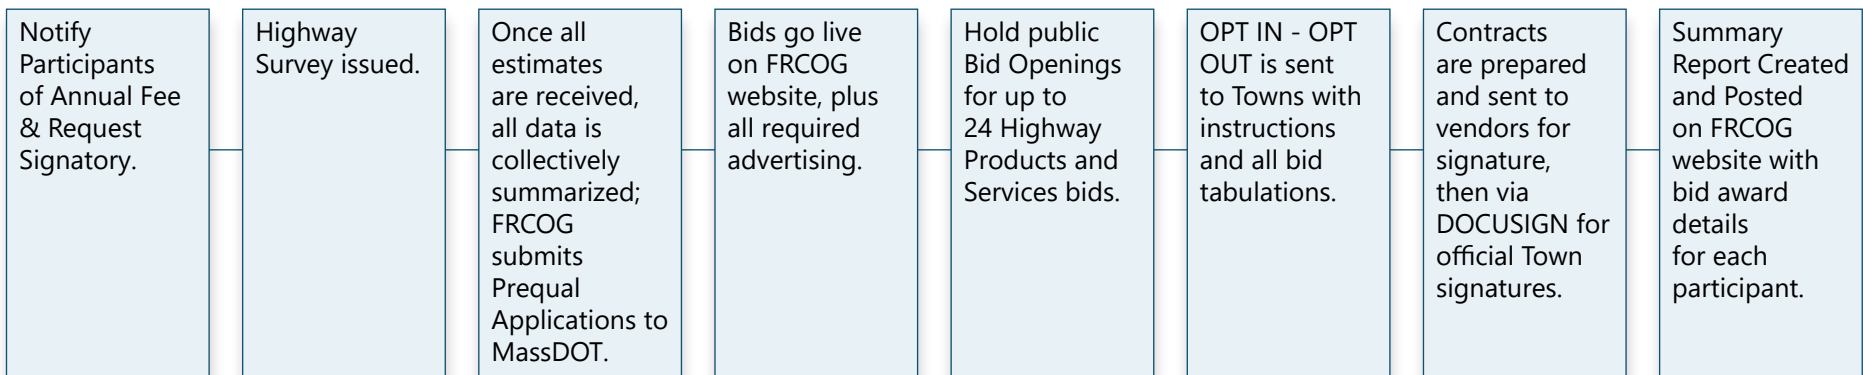 Notify
Participants
of Annual Fee
& Request
Signatory.
Highway
Survey issued.
Once all
estimates
are received,
all data is
collectively
summarized;
FRCOG
submits
Prequal
Applications to
MassDOT.
Bids go live
on FRCOG
website, plus
all required
advertising.
Hold public
Bid Openings
for up to
24 Highway
Products and
Services bids.
OPT IN - OPT
OUT is sent
to Towns with
instructions
and all bid
tabulations.
Contracts
are prepared
and sent to
vendors for
signature,
then via
DOCUSIGN for
official Town
signatures.
Summary
Report Created
and Posted
on FRCOG
website with
bid award
details
for each
participant.